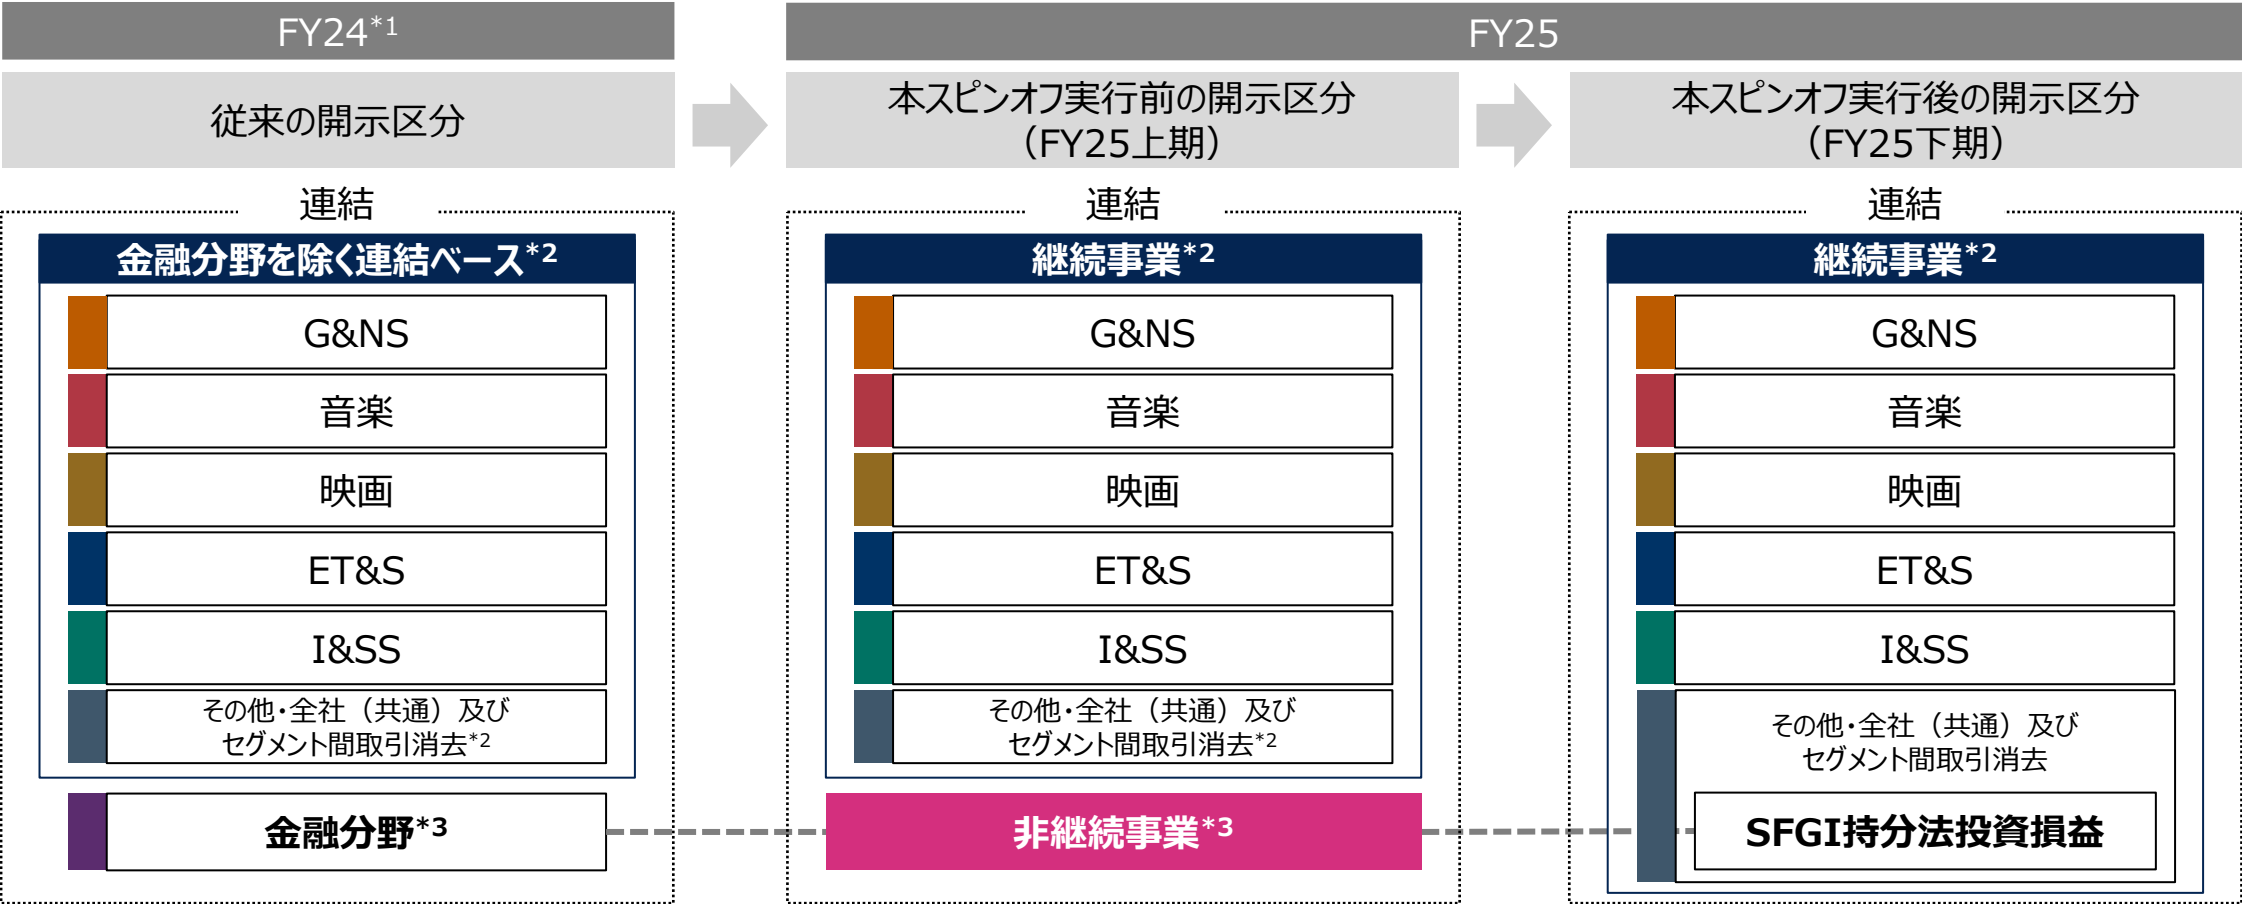 FY24*1
FY25
従来の開示区分
本スピンオフ実行前の開示区分
（FY25上期）
本スピンオフ実行後の開示区分
（FY25下期）
連結
金融分野を除く連結ベース*2
G&NS
音楽
映画
ET&S
I&SS
その他・全社（共通）及び
セグメント間取引消去*2
金融分野*3
連結
継続事業*2
G&NS
音楽
映画
ET&S
I&SS
その他・全社（共通）及び
セグメント間取引消去*2
非継続事業*3
連結
継続事業*2
G&NS
音楽
映画
ET&S
I&SS
その他・全社（共通）及び
セグメント間取引消去
SFGI持分法投資損益